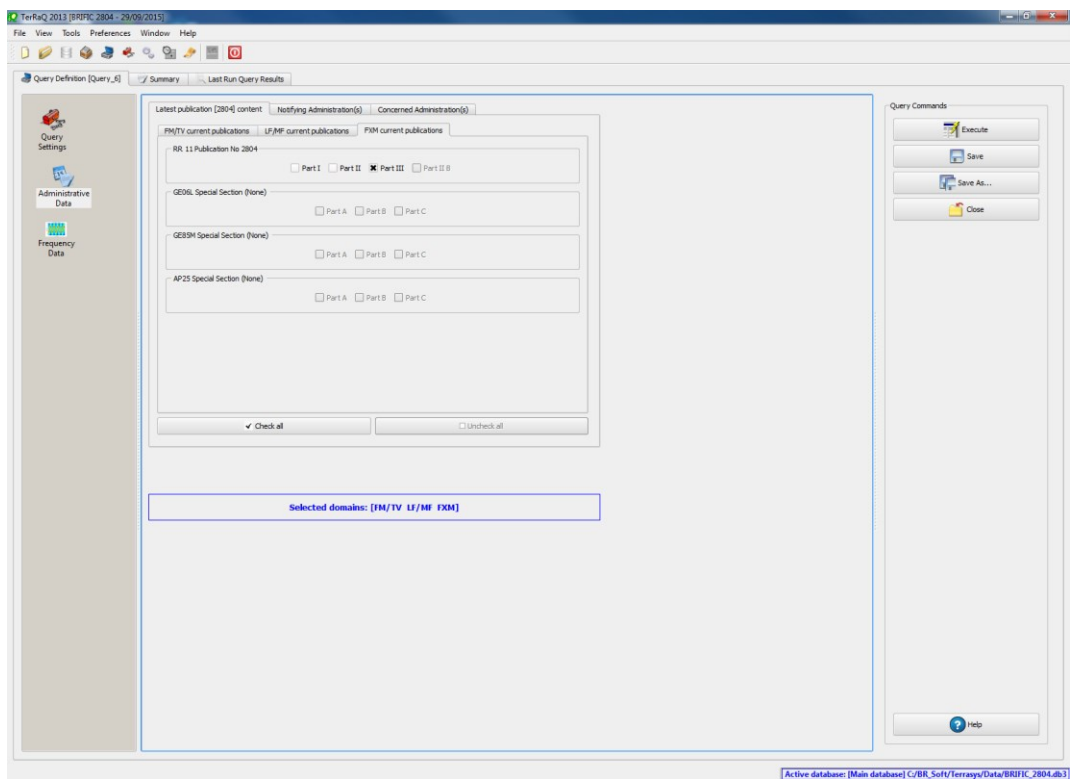 TerRaQ 2013 [BRIFIC 2804 - 29/09/2015]
File View Tools Preferences Window Help
Query Definition [Query_6] Summary Last Run Query Results
Query Settings
Administrative Data
Frequency Data
Latest publication [2804] content Notifying Administration(s) Concerned Administration(s)
FM/TV current publications LF/MF current publications FXM current publications
RR 11 Publication No 2804
Part I Part II Part III Part II B
GE06L Special Section (None)
Part A Part B Part C
GE85M Special Section (None)
Part A Part B Part C
AP25 Special Section (None)
Part A Part B Part C
Check all Uncheck all
Selected domains: [FM/TV LF/MF FXM]
Query Commands
Execute
Save
Save As...
Close
Help
Active database: [Main database] C:/BR_Soft/Terrasys/Data/BRIFIC_2804.db3